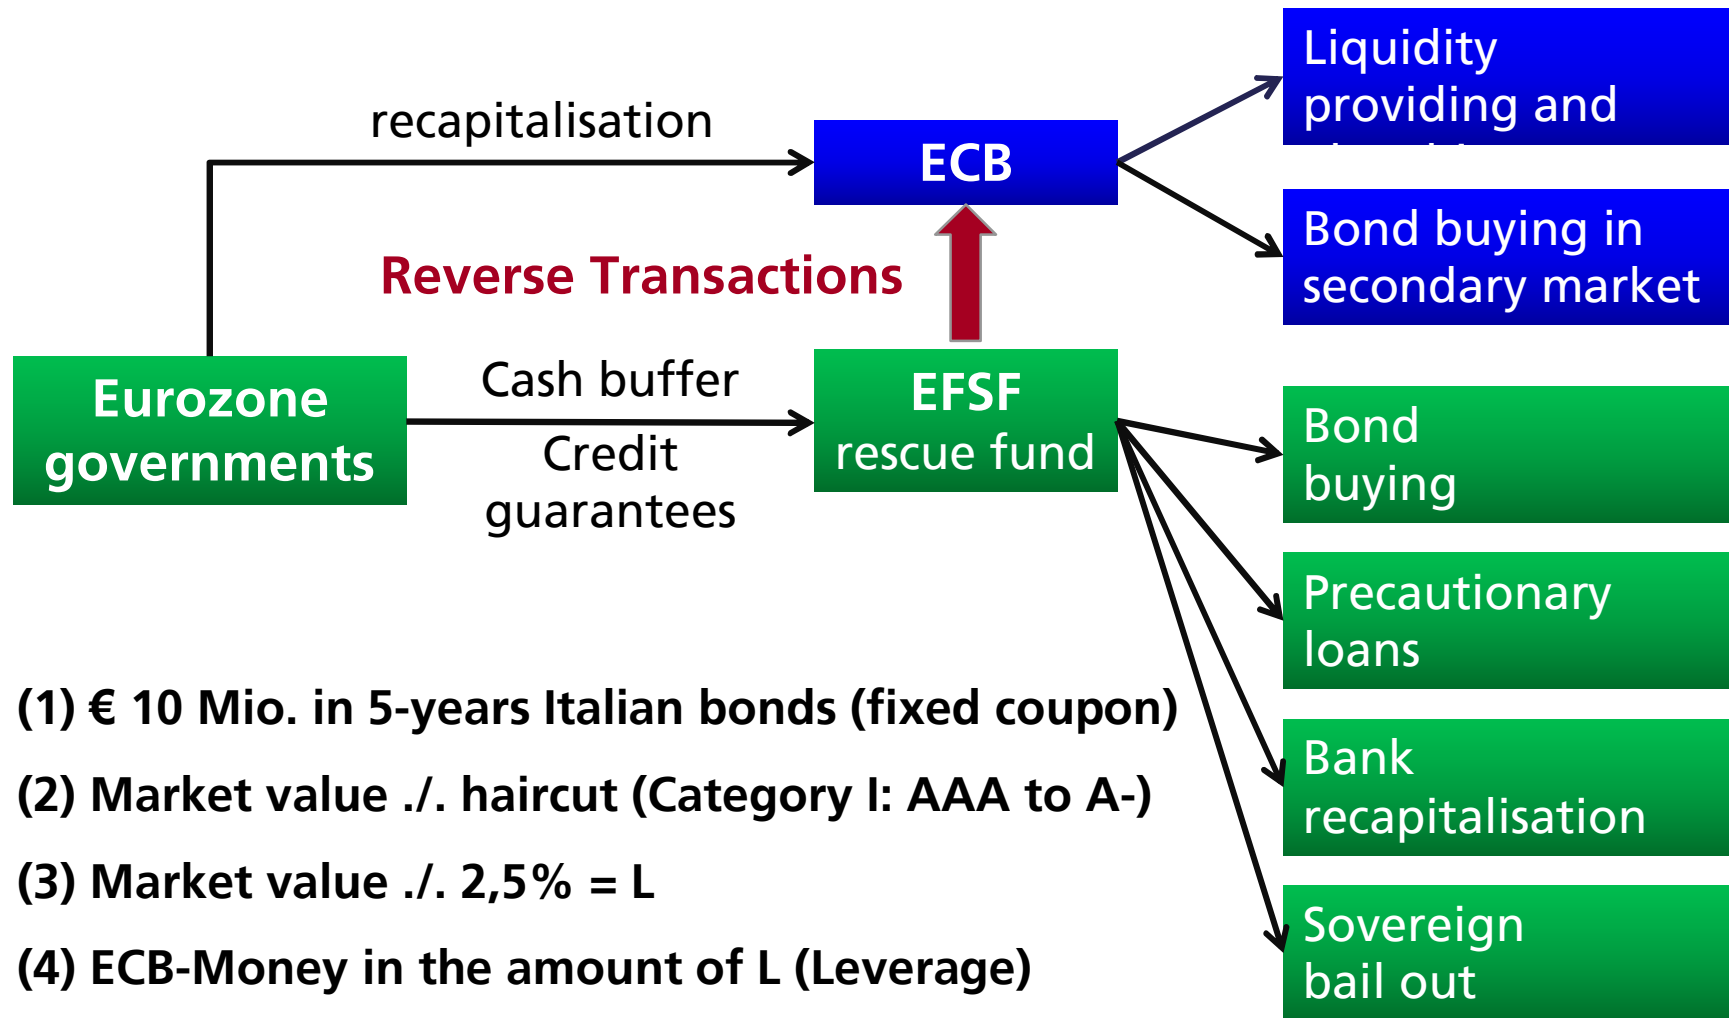 Liquidity
providing and
recapitalisation
ECB
Bond buying in
secondary market
Reverse Transactions
Eurozone
governments
Cash buffer
Credit
guarantees
EFSF
rescue fund
Bond
buying
Precautionary
loans
Bank
recapitalisation
Sovereign
bail out
(1) € 10 Mio. in 5-years Italian bonds (fixed coupon)
(2) Market value ./. haircut (Category I: AAA to A-)
(3) Market value ./. 2,5% = L
(4) ECB-Money in the amount of L (Leverage)